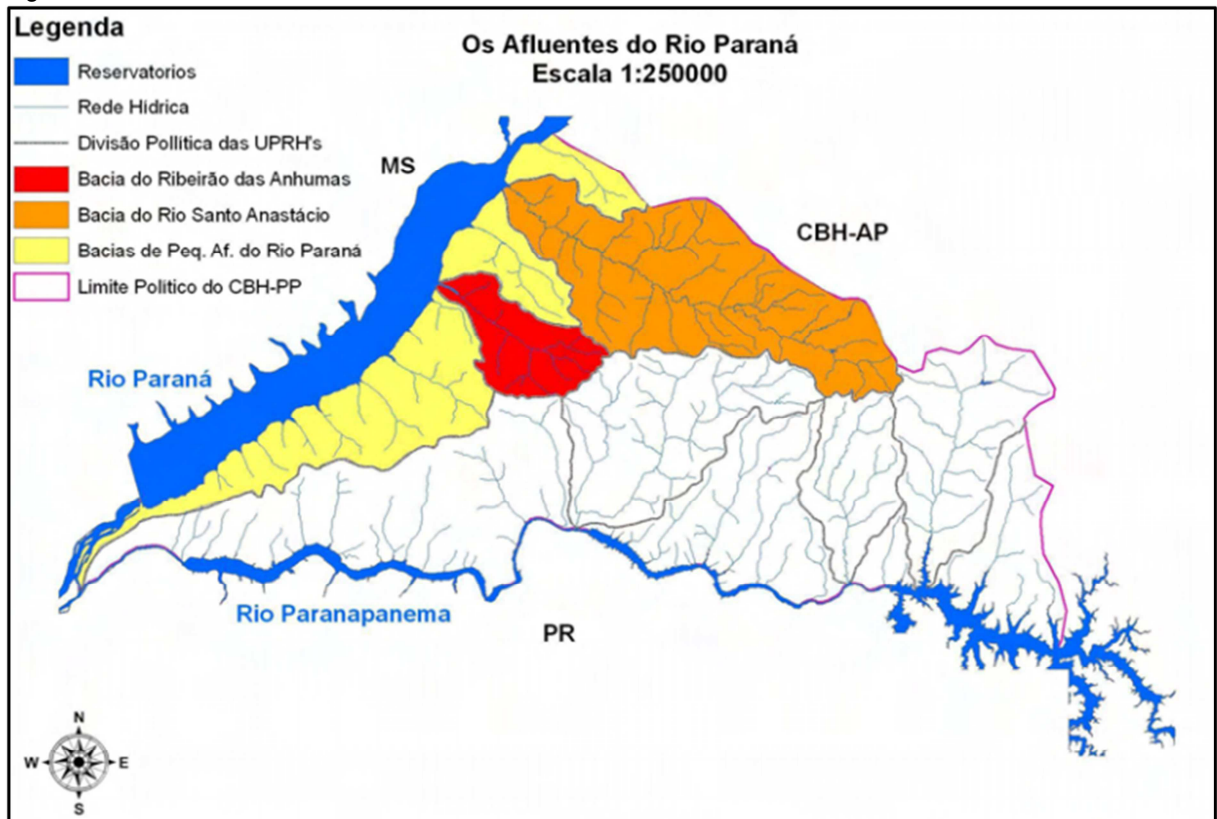 Legenda
Os Afluentes do Rio Paraná
Escala 1:250000
Reservatorios
Rede Hídrica
Divisão Pollítica das UPRH's
Bacia do Ribeirão das Anhumas
Bacia do Rio Santo Anastácio
Bacias de Peq. Af. do Rio Paraná
Limite Político do CBH-PP
MS
CBH-AP
Rio Paraná
Rio Paranapanema
PR
N
W
E
S